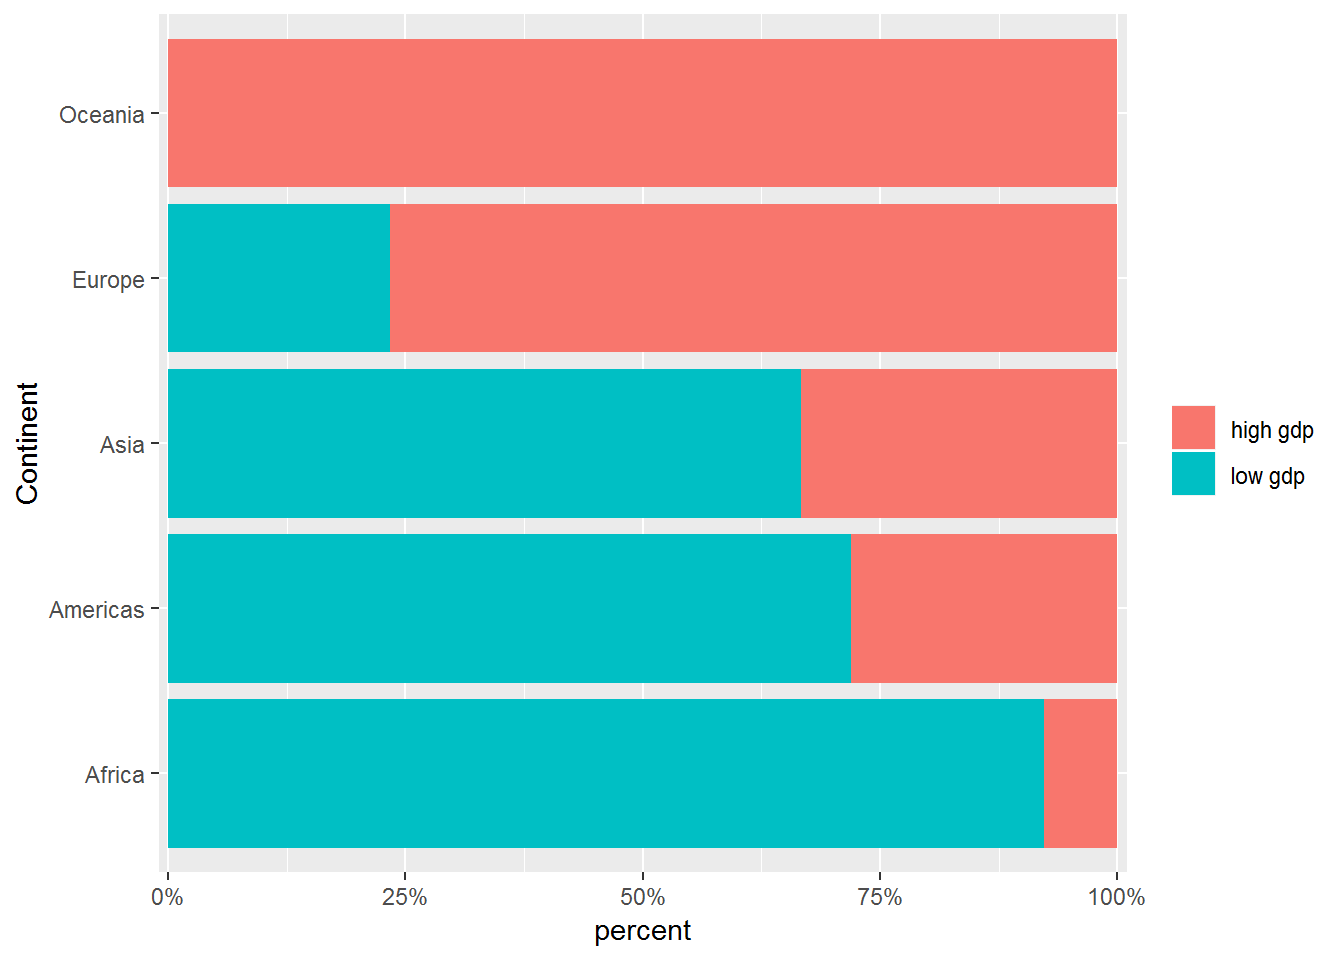 Oceania
Europe
Asia
Americas
Africa
Continent
0% 25% 50% 75% 100%
percent
high gdp
low gdp